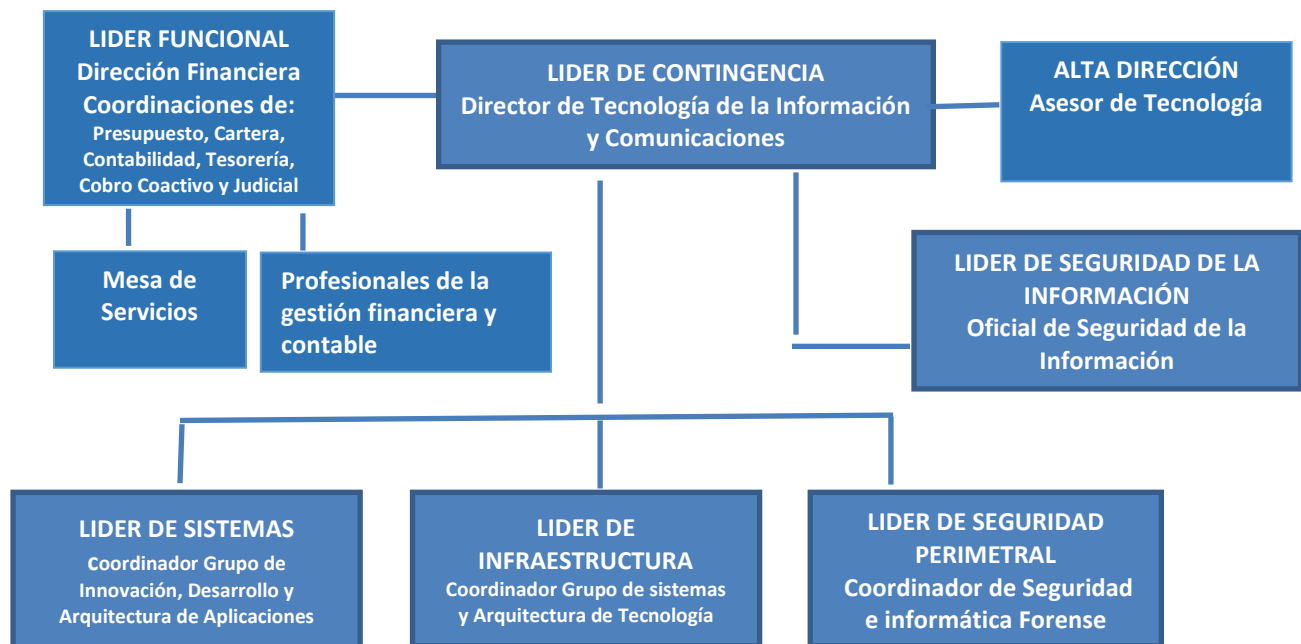 LIDER FUNCIONAL
Dirección Financiera
Coordinaciones de:
Presupuesto, Cartera,
Contabilidad, Tesorería,
Cobro Coactivo y Judicial
LIDER DE CONTINGENCIA
Director de Tecnología de la Información
y Comunicaciones
ALTA DIRECCIÓN
Asesor de Tecnología
Mesa de
Servicios
Profesionales de la
gestión financiera y
contable
LIDER DE SEGURIDAD DE LA
INFORMACIÓN
Oficial de Seguridad de la
Información
LIDER DE SISTEMAS
Coordinador Grupo de
Innovación, Desarrollo y
Arquitectura de Aplicaciones
LIDER DE
INFRAESTRUCTURA
Coordinador Grupo de sistemas
y Arquitectura de Tecnología
LIDER DE SEGURIDAD
PERIMETRAL
Coordinador de Seguridad
e informática Forense